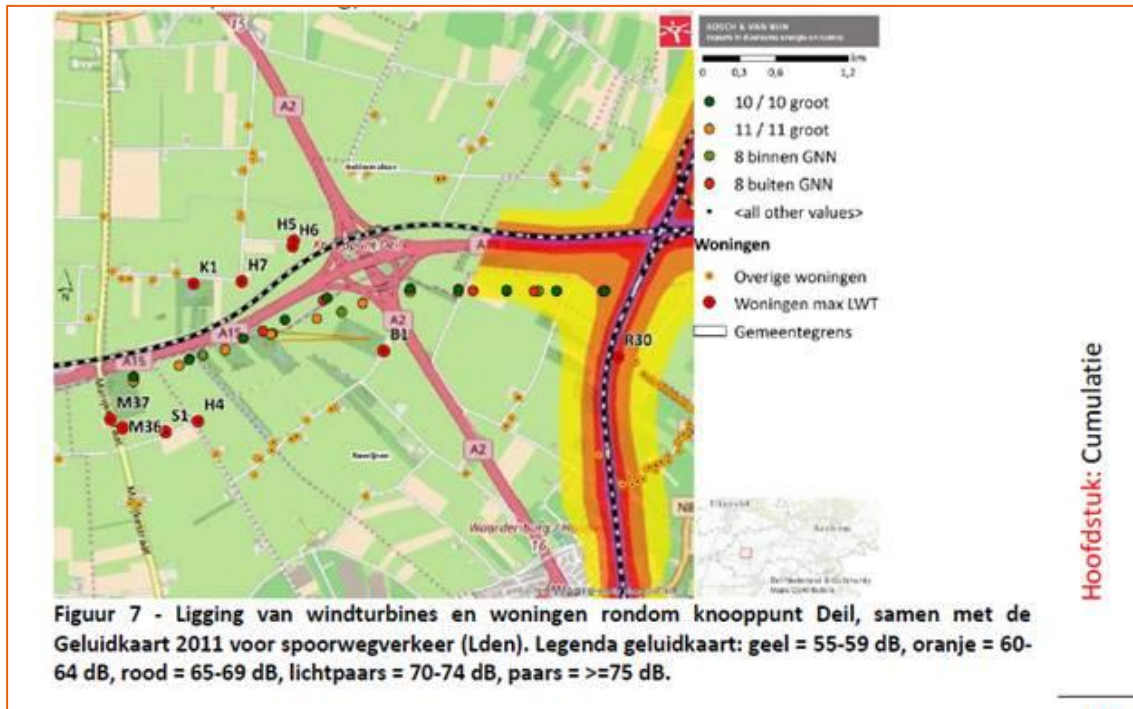 BOSCH & VAN RIJN
km
0 0,3 0,6 1,2
10 / 10 groot
11 / 11 groot
8 binnen GNN
8 buiten GNN
<all other values>
Woningen
Overige woningen
Woningen max LWT
Gemeentegrens
15
A2
H5
H6
K1
H7
A15
A15
A2
B1
R30
M37
M36
S1
H4
A2
Waardenburg /
16
N8
Figuur 7 - Ligging van windturbines en woningen rondom knooppunt Deil, samen met de
Geluidkaart 2011 voor spoorwegverkeer (Lden). Legenda geluidkaart: geel = 55-59 dB, oranje = 60-
64 dB, rood = 65-69 dB, lichtpaars = 70-74 dB, paars = >=75 dB.
Hoofdstuk: Cumulatie